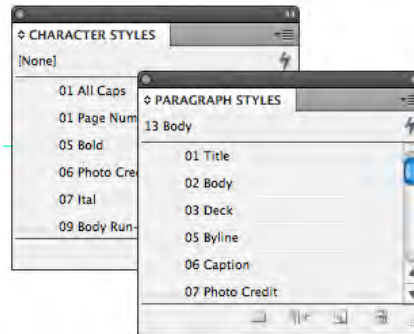 CHARACTER STYLES
[None]
01 All Caps
01 Page Num
05 Bold
06 Photo Cre
07 Ital
09 Body Run-
PARAGRAPH STYLES
13 Body
01 Title
02 Body
03 Deck
05 Byline
06 Caption
07 Photo Credit